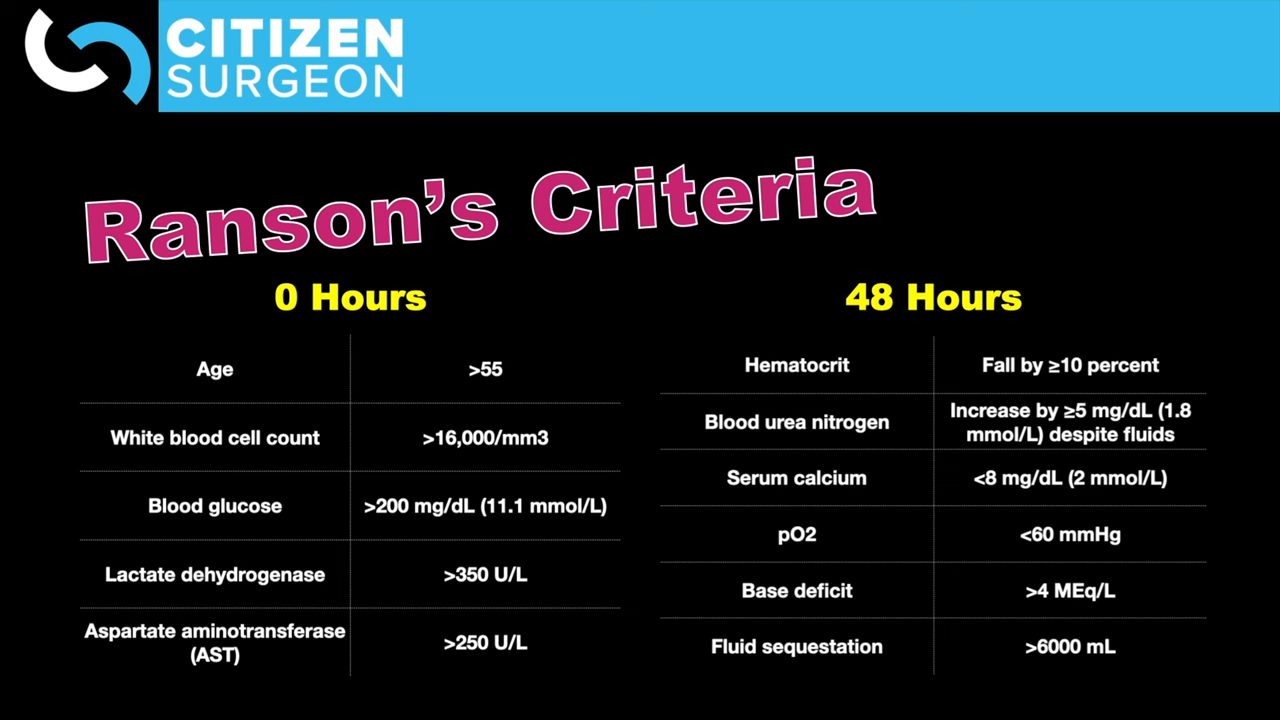 CITIZEN
SURGEON
Ranson’s Criteria
0 Hours
Age
>55
White blood cell count
>16,000/mm3
Blood glucose
>200 mg/dL (11.1 mmol/L)
Lactate dehydrogenase
>350 U/L
Aspartate aminotransferase
(AST)
>250 U/L
48 Hours
Hematocrit
Fall by ≥10 percent
Blood urea nitrogen
Increase by ≥5 mg/dL (1.8
mmol/L) despite fluids
Serum calcium
<8 mg/dL (2 mmol/L)
pO2
<60 mmHg
Base deficit
>4 MEq/L
Fluid sequestation
>6000 mL